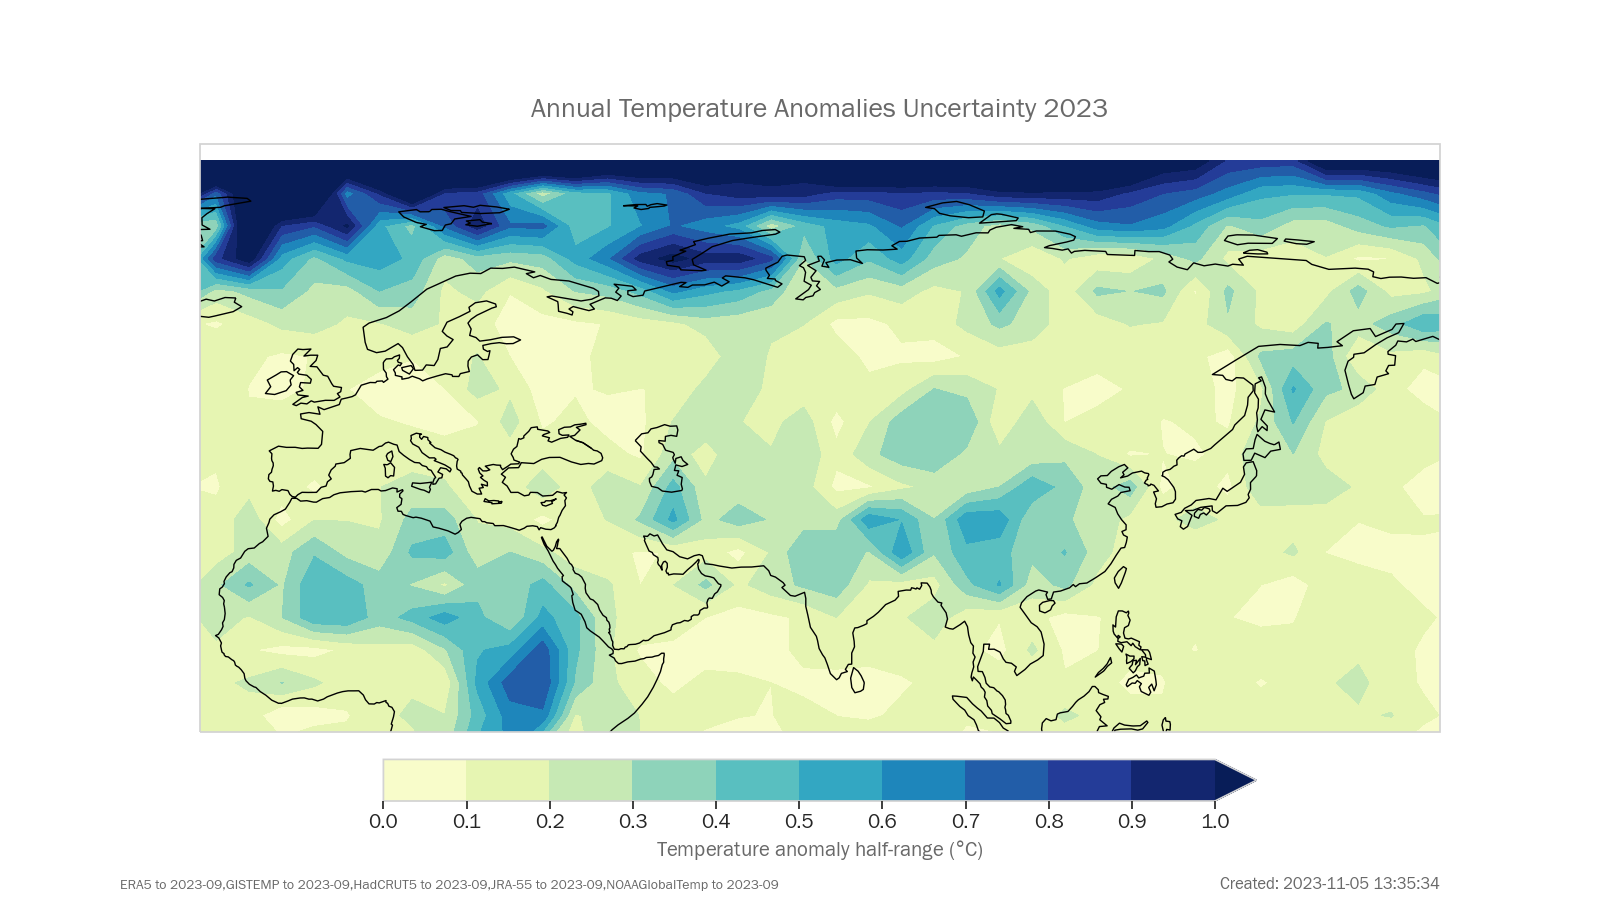 Annual Temperature Anomalies Uncertainty 2023
0.0 0.1 0.2 0.3 0.4 0.5 0.6 0.7 0.8 0.9 1.0
Temperature anomaly half-range (°C)
ERA5 to 2023-09,GISTEMP to 2023-09,HadCRUT5 to 2023-09,JRA-55 to 2023-09,NOAAGlobalTemp to 2023-09
Created: 2023-11-05 13:35:34